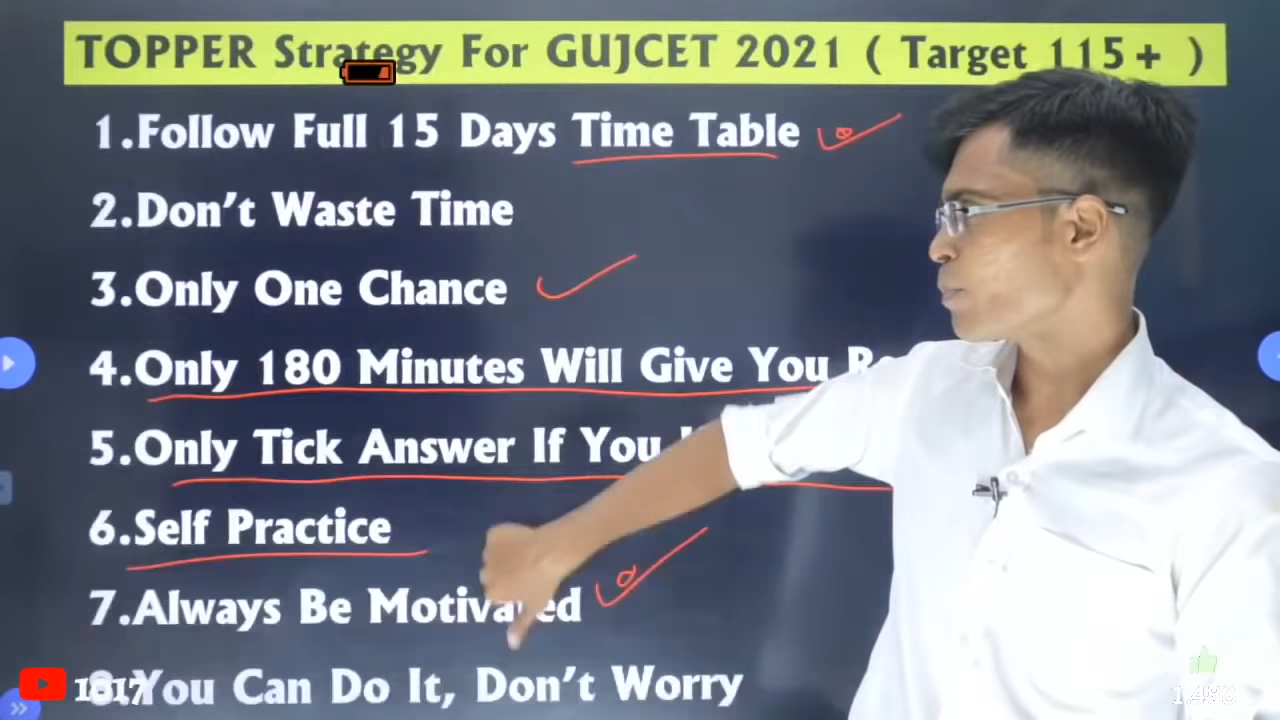 TOPPER Strategy For GUJCET 2021 ( Target 115+ )
1.Follow Full 15 Days Time Table
2.Don't Waste Time
3.Only One Chance
4.Only 180 Minutes Will Give You
5.Only Tick Answer If You
6.Self Practice
7.Always Be Motivated
8.You Can Do It, Don't Worry